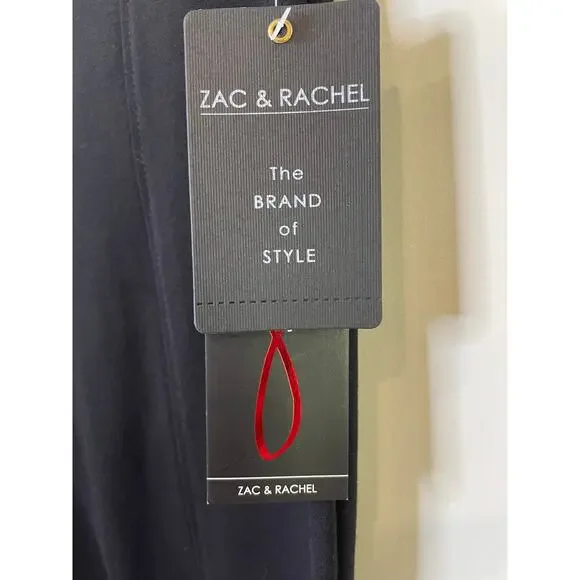 ZAC & RACHEL
The
BRAND
of
STYLE
ZAC & RACHEL